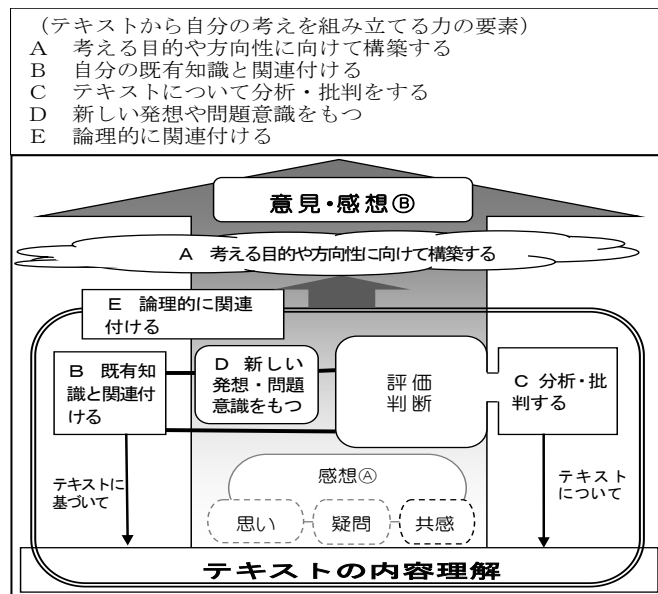 (テキストから自分の考えを組み立てる力の要素)
A 考える目的や方向性に向けて構築する
B 自分の既有知識と関連付ける
C テキストについて分析・批判をする
D 新しい発想や問題意識をもつ
E 論理的に関連付ける
意見・感想Ⓑ
A 考える目的や方向性に向けて構築する
E 論理的に関連
付ける
B 既有知
識と関連付
ける
D 新しい
発想・問題
意識をもつ
評価
判断
C 分析・批
判する
テキストに
基づいて
感想Ⓐ
思い
疑問
共感
テキスト
について
テキストの内容理解